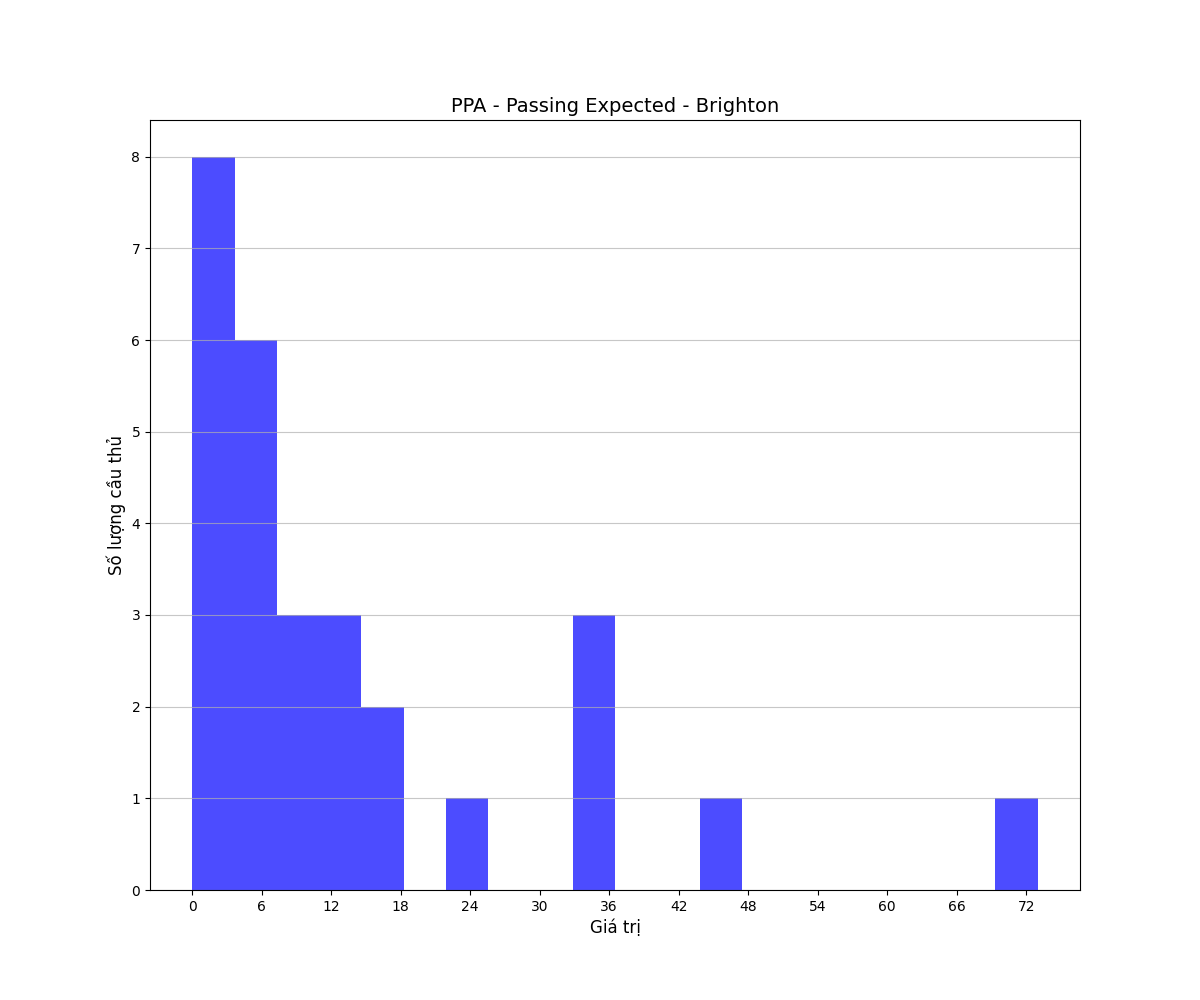 PPA - Passing Expected - Brighton
8
7
6
5
4
3
2
1
0
Số lượng cầu thủ
0 6 12 18 24 30 36 42 48 54 60 66 72
Giá trị